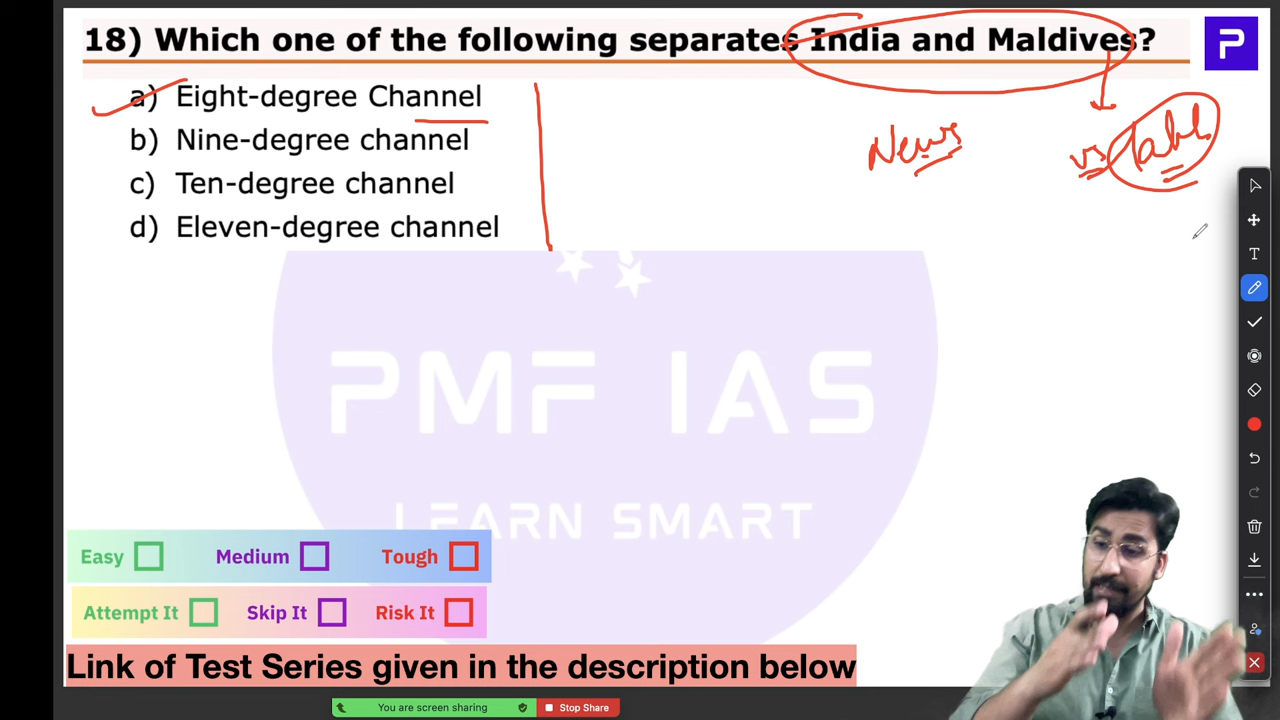 18) Which one of the following separates India and Maldives?
P
a) Eight-degree Channel
b) Nine-degree channel
c) Ten-degree channel
d) Eleven-degree channel
News
vs
T
PMF IAS
LEARN SMART
Easy Medium Tough
Attempt It Skip It Risk It
Link of Test Series given in the description below
You are screen sharing Stop Share